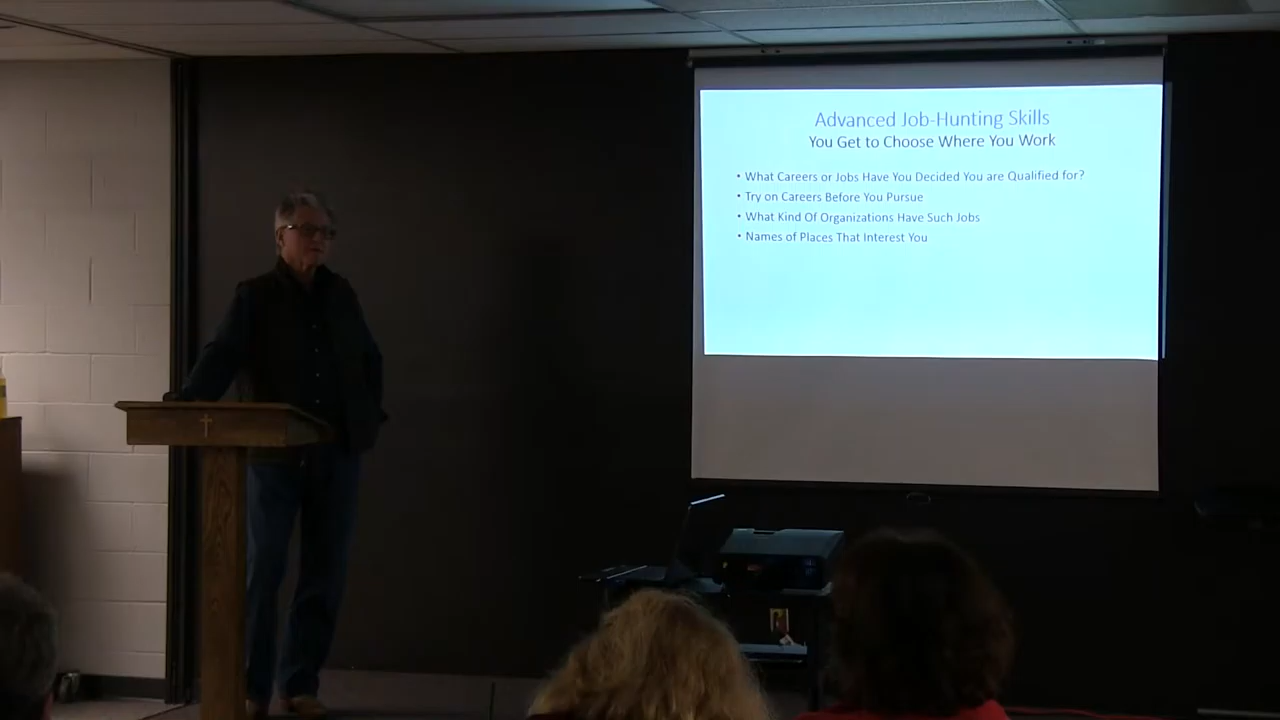 Advanced Job-Hunting Skills
You Get to Choose Where You Work
• What Careers or Jobs Have You Decided You are Qualified for?
• Try on Careers Before You Pursue
• What Kind Of Organizations Have Such Jobs
• Names of Places That Interest You